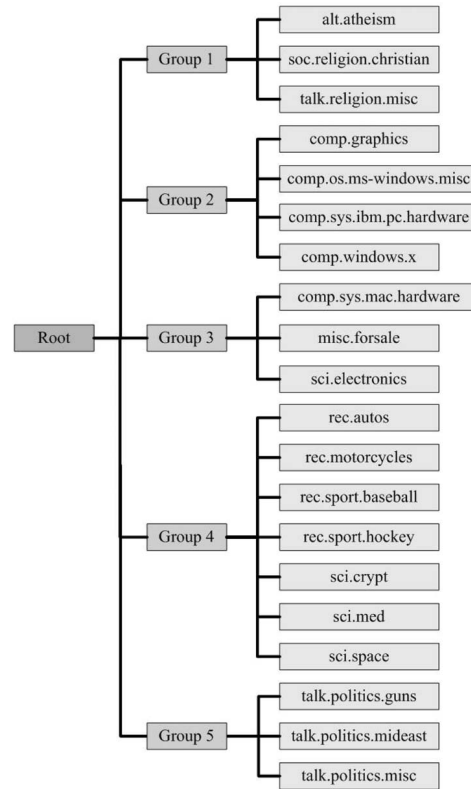 Root
Group 1
alt.atheism
soc.religion.christian
talk.religion.misc
Group 2
comp.graphics
comp.os.ms-windows.misc
comp.sys.ibm.pc.hardware
comp.windows.x
Group 3
comp.sys.mac.hardware
misc.forsale
sci.electronics
Group 4
rec.autos
rec.motorcycles
rec.sport.baseball
rec.sport.hockey
sci.crypt
sci.med
sci.space
Group 5
talk.politics.guns
talk.politics.mideast
talk.politics.misc